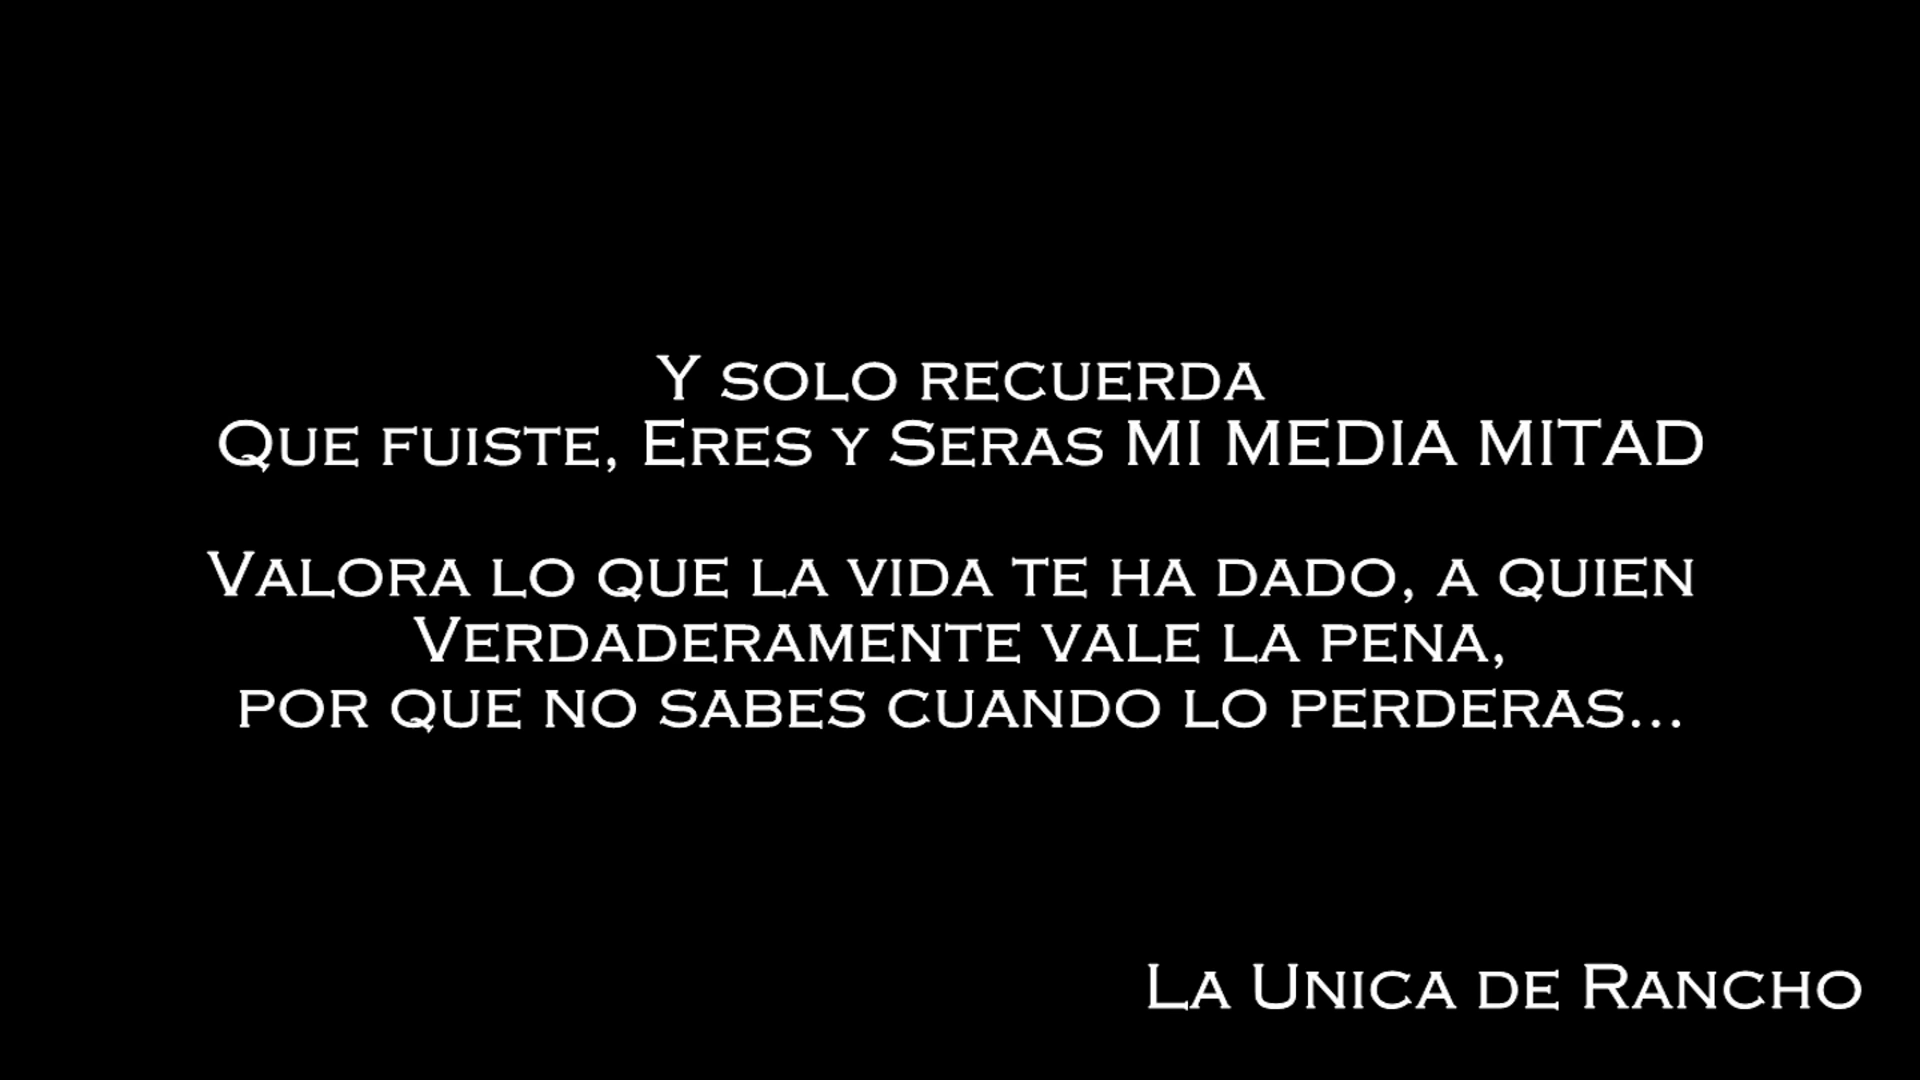 Y solo recuerda
Que fuiste, Eres y Seras MI MEDIA MITAD
Valora lo que la vida te ha dado, a quien
Verdaderamente vale la pena,
por que no sabes cuando lo perderas...
La Unica de Rancho